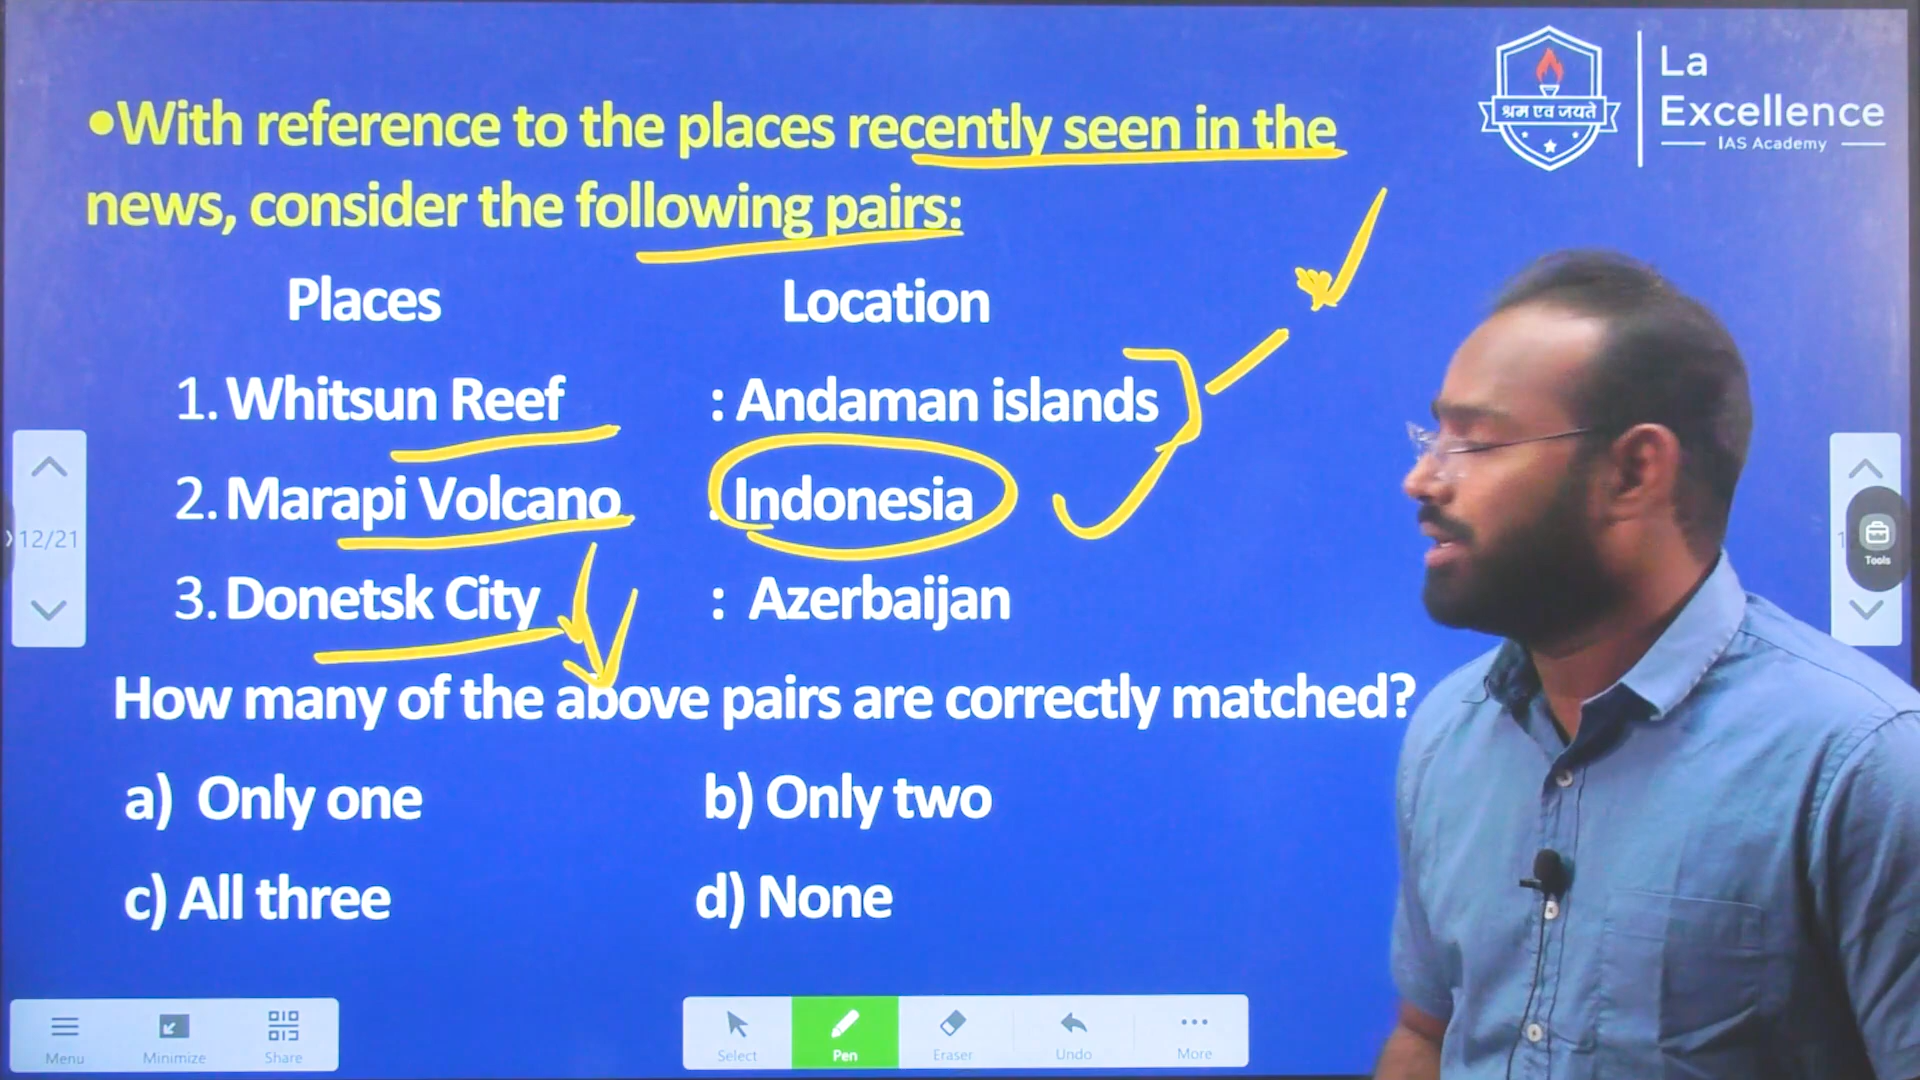 •With reference to the places recently seen in the
news, consider the following pairs:
Places Location
1. Whitsun Reef : Andaman islands
2. Marapi Volcano : Indonesia
3. Donetsk City : Azerbaijan
How many of the above pairs are correctly matched?
a) Only one b) Only two
c) All three d) None
श्रम एव जयते
La
Excellence
IAS Academy
12/21
1
Tools
Menu Minimize Share
Select Pen Eraser Undo More